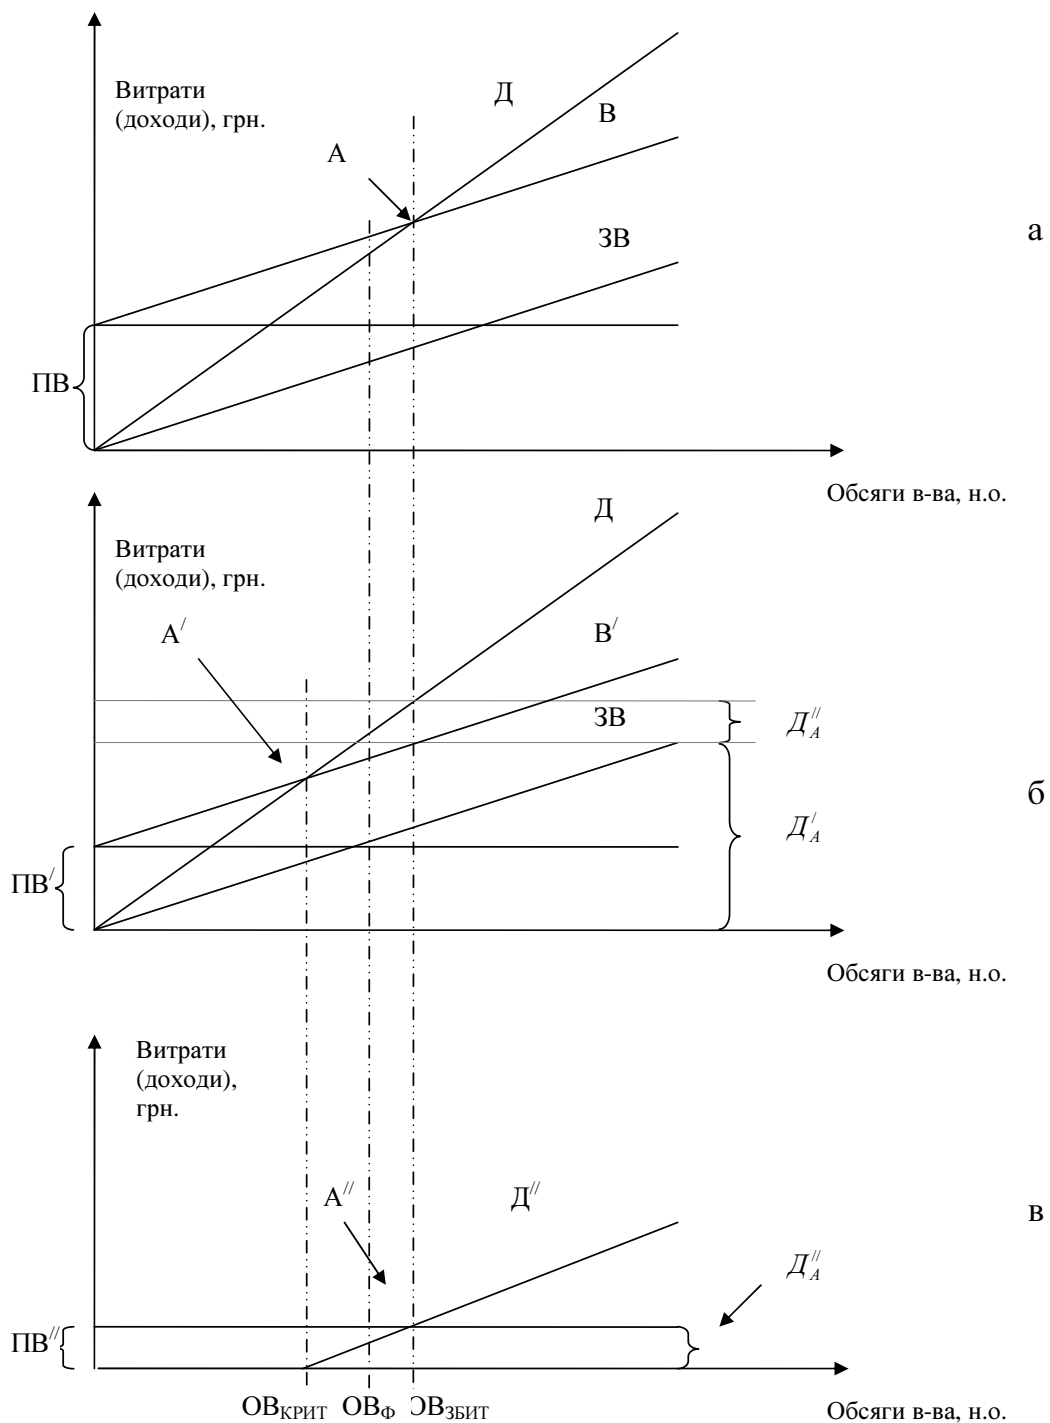 Витрати
(доходи), грн.
Д
В
А
ЗВ
а
ПВ
Обсяги в-ва, н.о.
Витрати
(доходи), грн.
Д
А/
В/
ЗВ
Д//А
б
Д/А
ПВ/
Обсяги в-ва, н.о.
Витрати
(доходи),
грн.
А//
Д//
в
Д//А
ПВ//
ОВКРИТ ОВФ ОВЗБИТ
Обсяги в-ва, н.о.